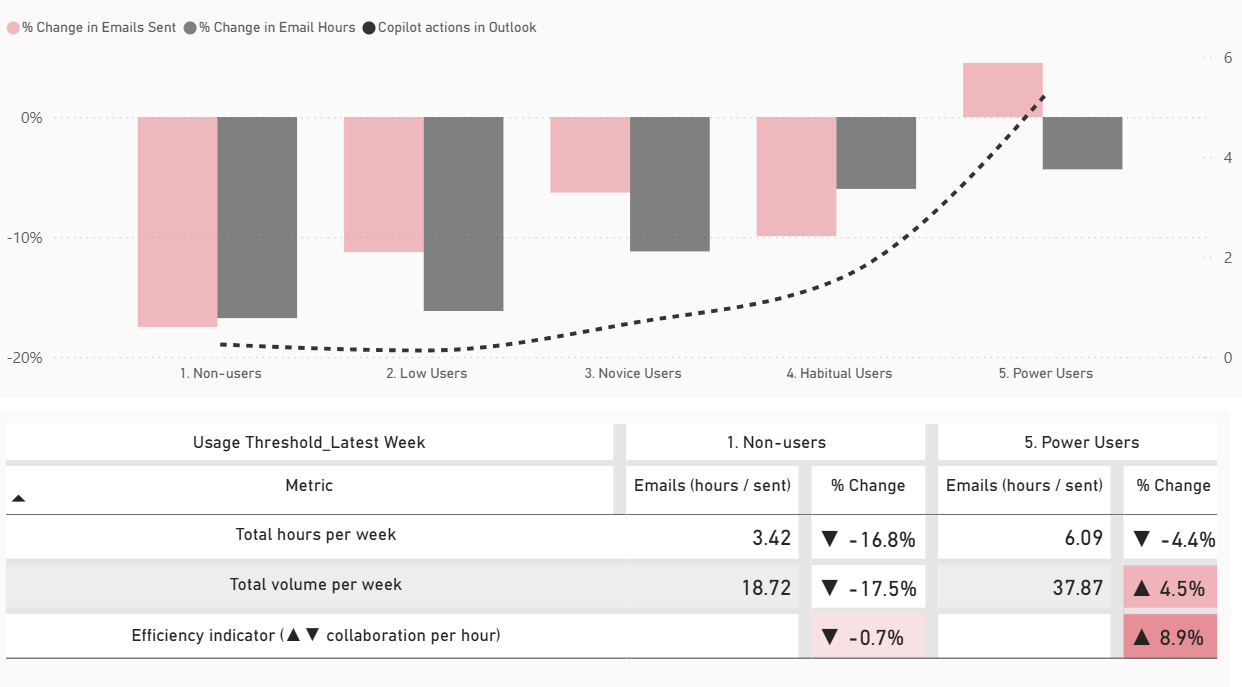 % Change in Emails Sent % Change in Email Hours Copilot actions in Outlook
6
0%
4
-10%
2
-20%
0
1. Non-users 2. Low Users 3. Novice Users 4. Habitual Users 5. Power Users
Usage Threshold_Latest Week 1. Non-users 5. Power Users
Metric Emails (hours / sent) % Change Emails (hours / sent) % Change
Total hours per week 3.42 ▼ -16.8% 6.09 ▼ -4.4%
Total volume per week 18.72 ▼ -17.5% 37.87 ▲ 4.5%
Efficiency indicator (▲ ▼ collaboration per hour) ▼ -0.7% ▲ 8.9%